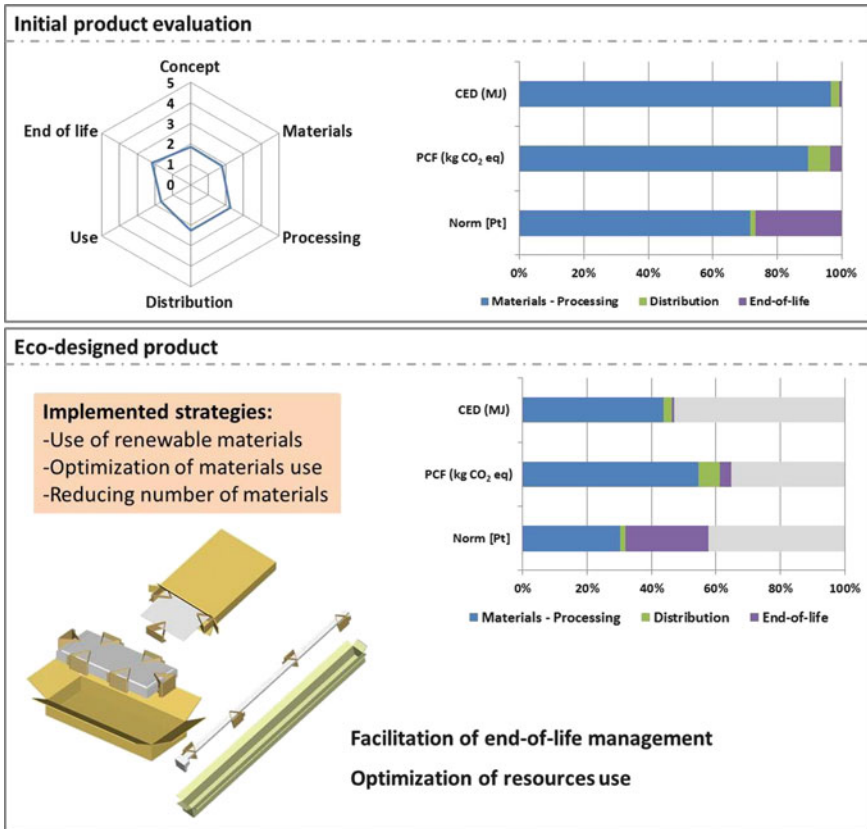 Initial product evaluation
Concept
5
4
3
2
1
0
End of life
Materials
Use
Processing
Distribution
CED (MJ)
PCF (kg CO₂ eq)
Norm [Pt]
0% 20% 40% 60% 80% 100%
Materials - Processing Distribution End-of-life
Eco-designed product
Implemented strategies:
-Use of renewable materials
-Optimization of materials use
-Reducing number of materials
CED (MJ)
PCF (kg CO₂ eq)
Norm [Pt]
0% 20% 40% 60% 80% 100%
Materials - Processing Distribution End-of-life
Facilitation of end-of-life management
Optimization of resources use